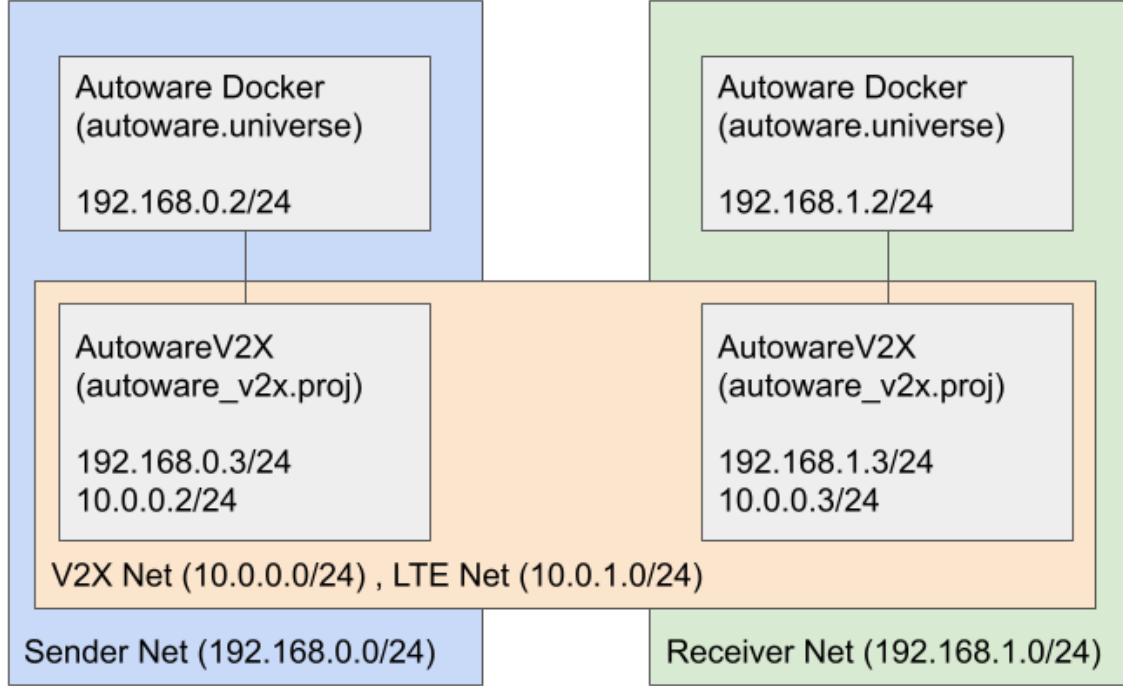 Autoware Docker
(autoware.universe)
192.168.0.2/24
Autoware Docker
(autoware.universe)
192.168.1.2/24
AutowareV2X
(autoware_v2x.proj)
192.168.0.3/24
10.0.0.2/24
AutowareV2X
(autoware_v2x.proj)
192.168.1.3/24
10.0.0.3/24
V2X Net (10.0.0.0/24) , LTE Net (10.0.1.0/24)
Sender Net (192.168.0.0/24)
Receiver Net (192.168.1.0/24)